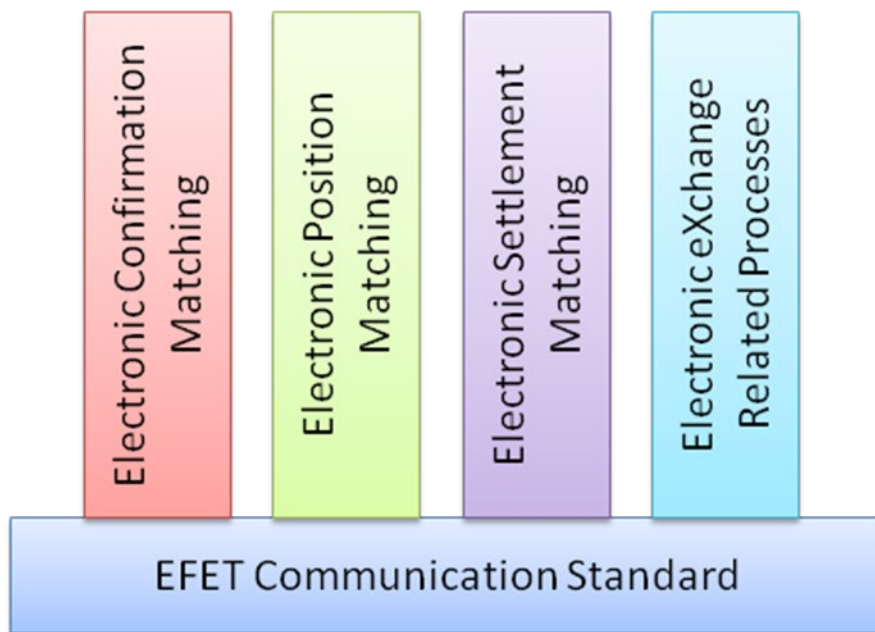 Electronic Confirmation
Matching
Electronic Position
Matching
Electronic Settlement
Matching
Electronic eXchange
Related Processes
EFET Communication Standard